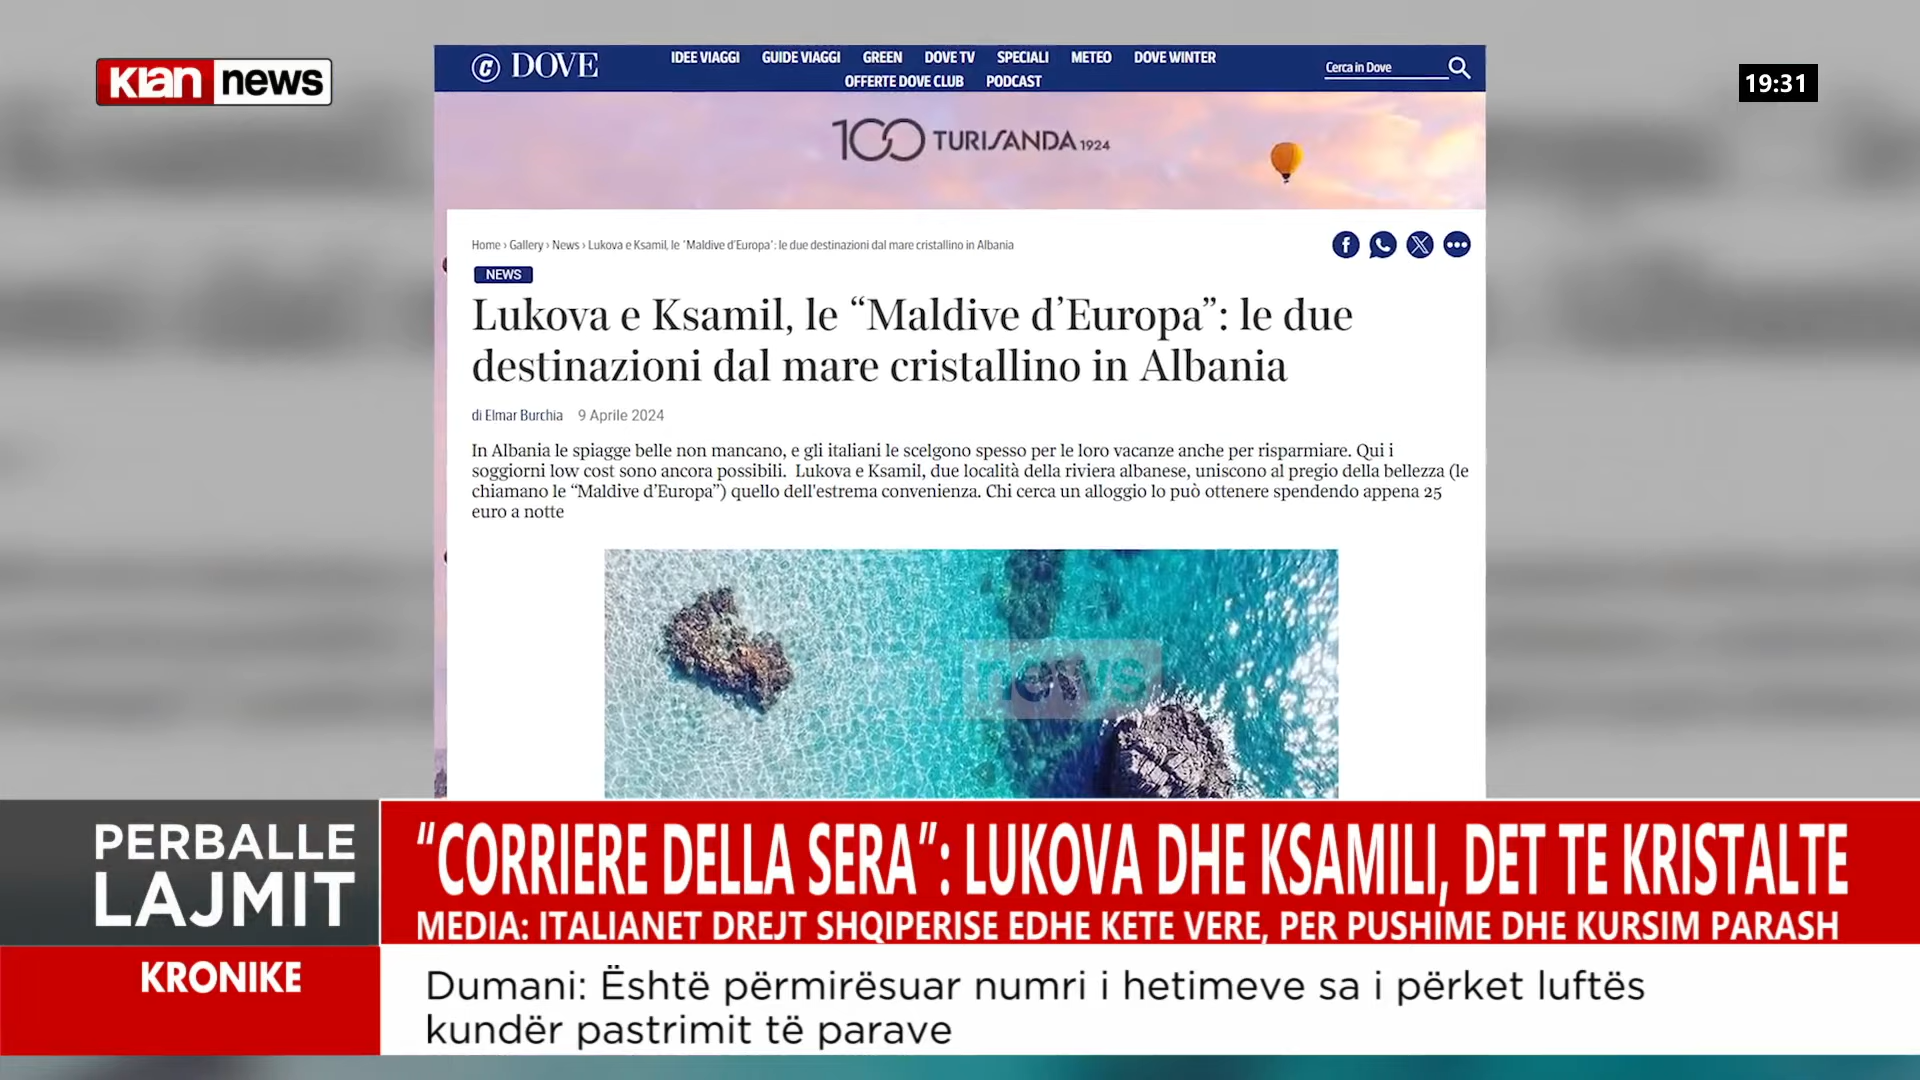 Klan news
19:31
DOVE
IDEE VIAGGI GUIDE VIAGGI GREEN DOVE TV SPECIALI METEO DOVE WINTER
OFFERTE DOVE CLUB PODCAST
Cerca in Dove
100 TURISANDA 1924
Home › Gallery › News › Lukova e Ksamil, le "Maldive d'Europa": le due destinazioni dal mare cristallino in Albania
NEWS
Lukova e Ksamil, le “Maldive d’Europa”: le due
destinazioni dal mare cristallino in Albania
di Elmar Burchia 9 Aprile 2024
In Albania le spiagge belle non mancano, e gli italiani le scelgono spesso per le loro vacanze anche per risparmiare. Qui i
soggiorni low cost sono ancora possibili. Lukova e Ksamil, due località della riviera albanese, uniscono al pregio della bellezza (le
chiamano le “Maldive d’Europa”) quello dell'estrema convenienza. Chi cerca un alloggio lo può ottenere spendendo appena 25
euro a notte
news
PERBALLE
LAJMIT
“CORRIERE DELLA SERA”: LUKOVA DHE KSAMILI, DET TE KRISTALTE
MEDIA: ITALIANET DREJT SHQIPERISE EDHE KETE VERE, PER PUSHIME DHE KURSIM PARASH
KRONIKE
Dumani: Është përmirësuar numri i hetimeve sa i përket luftës
kundër pastrimit të parave